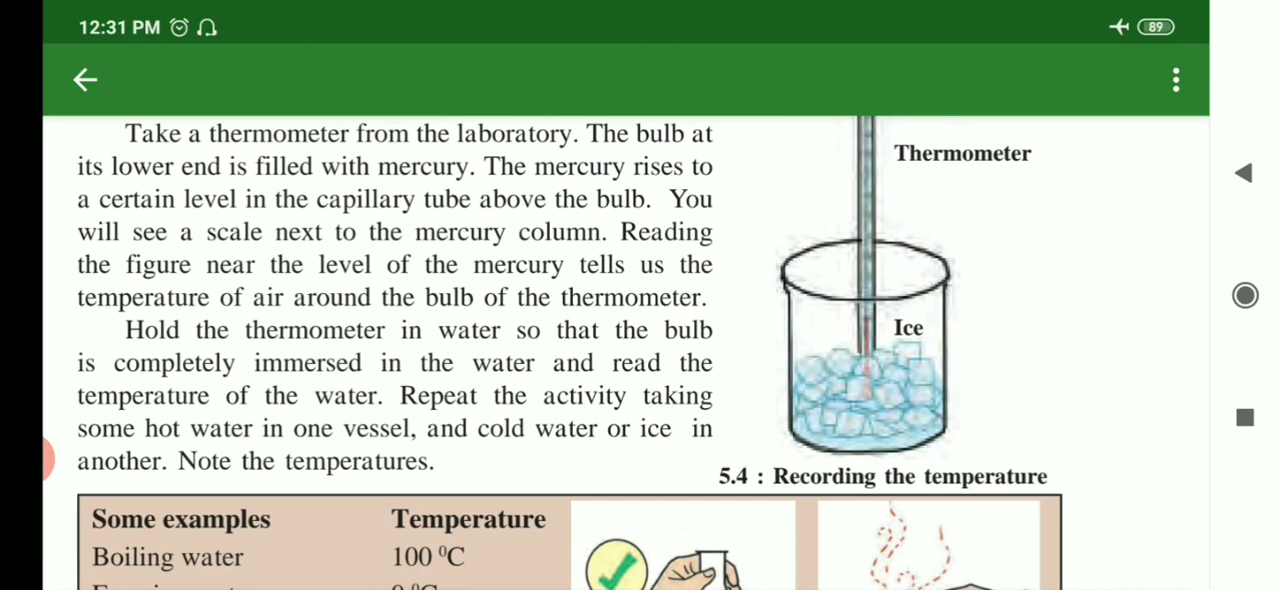 12:31 PM
89
Take a thermometer from the laboratory. The bulb at
its lower end is filled with mercury. The mercury rises to
a certain level in the capillary tube above the bulb. You
will see a scale next to the mercury column. Reading
the figure near the level of the mercury tells us the
temperature of air around the bulb of the thermometer.
Hold the thermometer in water so that the bulb
is completely immersed in the water and read the
temperature of the water. Repeat the activity taking
some hot water in one vessel, and cold water or ice in
another. Note the temperatures.
Thermometer
Ice
5.4 : Recording the temperature
Some examples Temperature
Boiling water 100 ⁰C